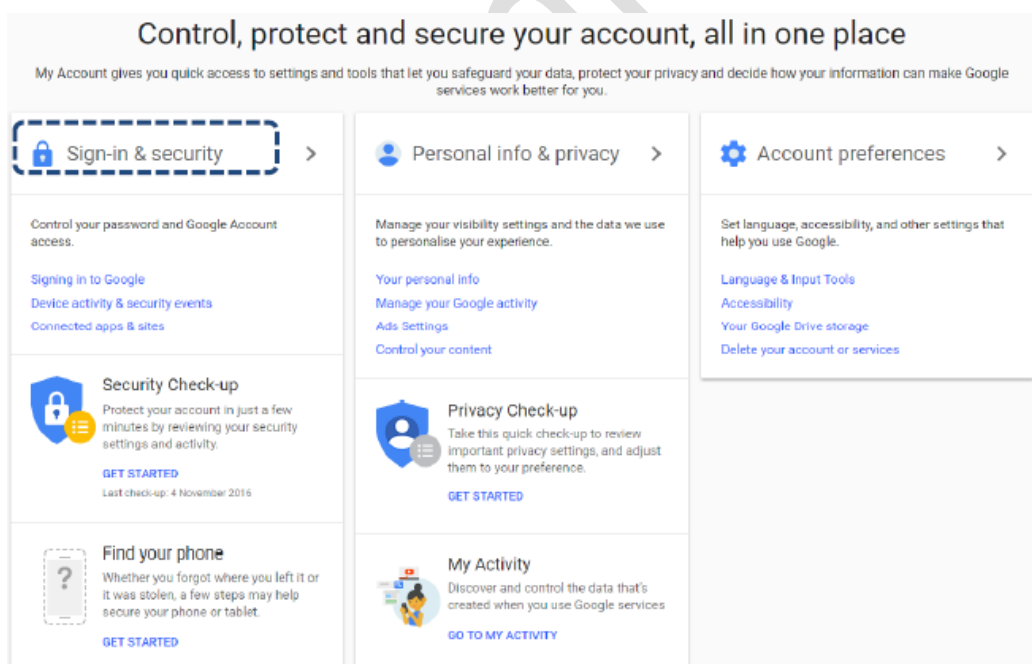 Control, protect and secure your account, all in one place
My Account gives you quick access to settings and tools that let you safeguard your data, protect your privacy and decide how your information can make Google
services work better for you.
Sign-in & security
Control your password and Google Account
access.
Signing in to Google
Device activity & security events
Connected apps & sites
Security Check-up
Protect your account in just a few
minutes by reviewing your security
settings and activity.
GET STARTED
Last check-up: 4 November 2016
Find your phone
Whether you forgot where you left it or
it was stolen, a few steps may help
secure your phone or tablet.
GET STARTED
Personal info & privacy
Manage your visibility settings and the data we use
to personalise your experience.
Your personal info
Manage your Google activity
Ads Settings
Control your content
Privacy Check-up
Take this quick check-up to review
important privacy settings, and adjust
them to your preference.
GET STARTED
My Activity
Discover and control the data that's
created when you use Google services
GO TO MY ACTIVITY
Account preferences
Set language, accessibility, and other settings that
help you use Google.
Language & Input Tools
Accessibility
Your Google Drive storage
Delete your account or services